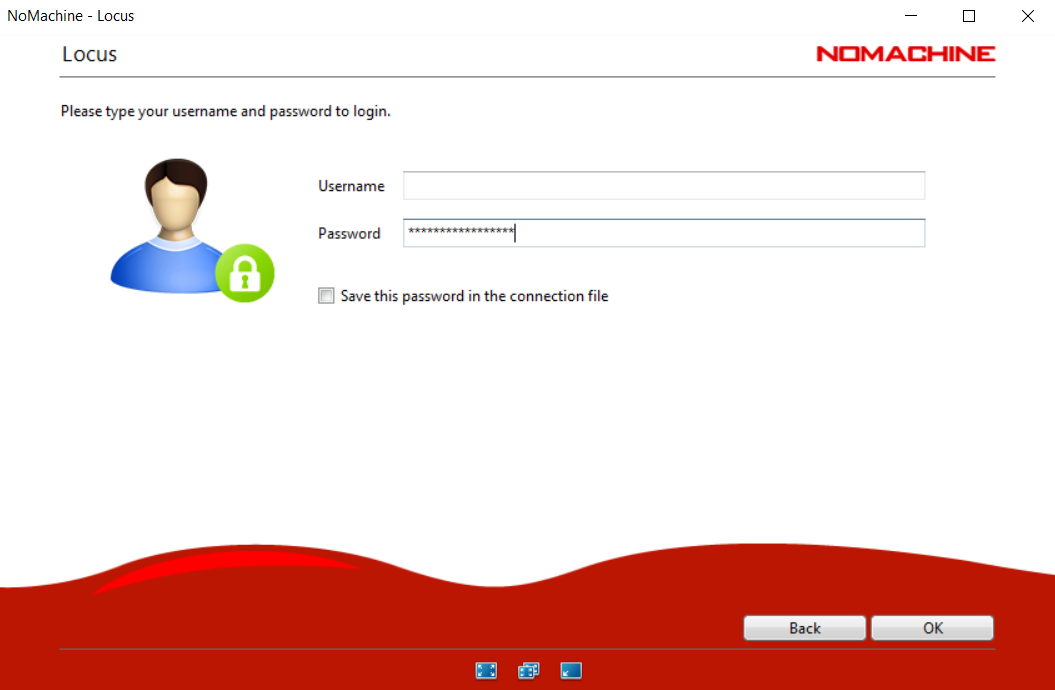 NoMachine - Locus
Locus
NOMACHINE
Please type your username and password to login.
Username
Password
*****************
Save this password in the connection file
Back
OK